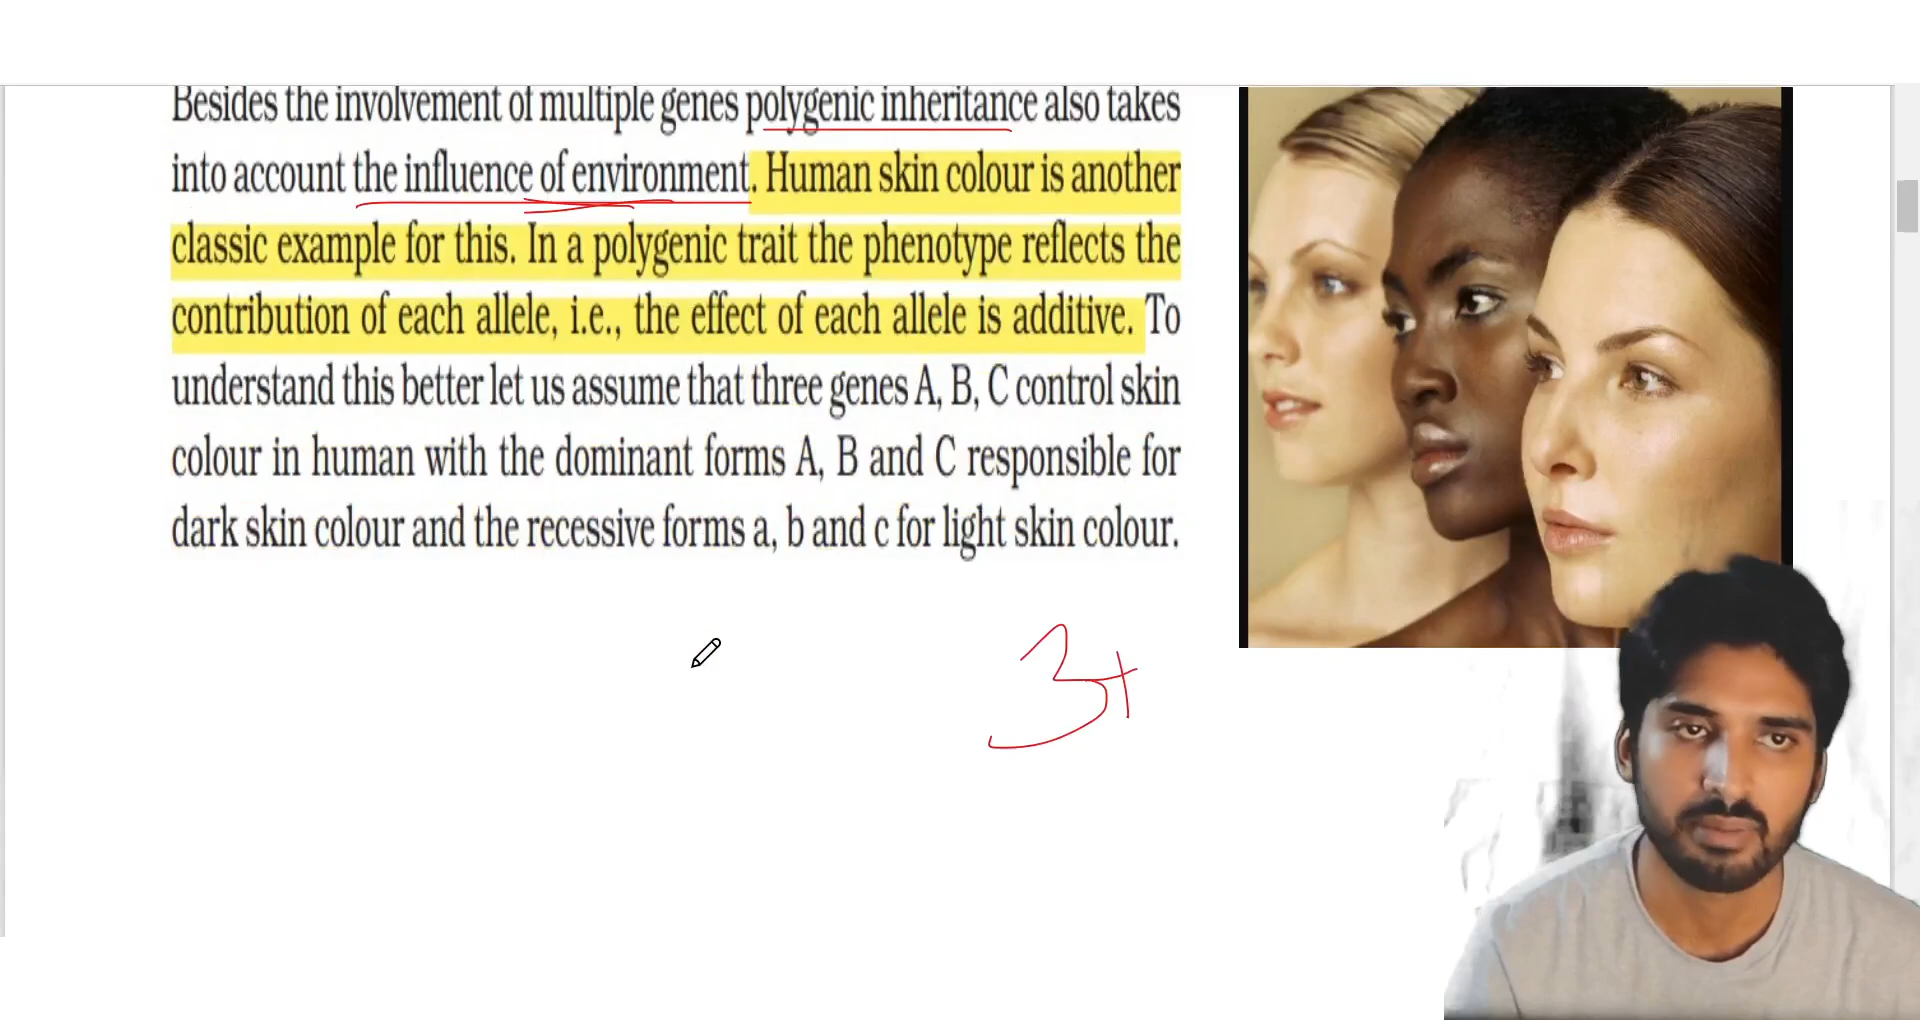 Besides the involvement of multiple genes polygenic inheritance also takes
into account the influence of environment. Human skin colour is another
classic example for this. In a polygenic trait the phenotype reflects the
contribution of each allele, i.e., the effect of each allele is additive. To
understand this better let us assume that three genes A, B, C control skin
colour in human with the dominant forms A, B and C responsible for
dark skin colour and the recessive forms a, b and c for light skin colour.
3+